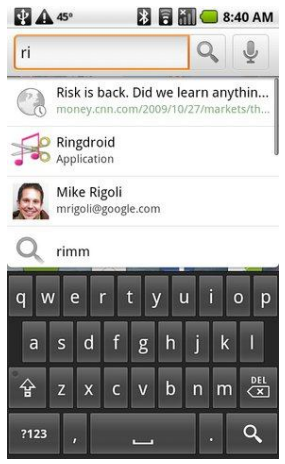 45° 8:40 AM
ri
Risk is back. Did we learn anythin...
money.cnn.com/2009/10/27/markets/th...
Ringdroid
Application
Mike Rigoli
mrigoli@google.com
rimm
q w e r t y u i o p
a s d f g h j k l
z x c v b n m DEL
?123 , .